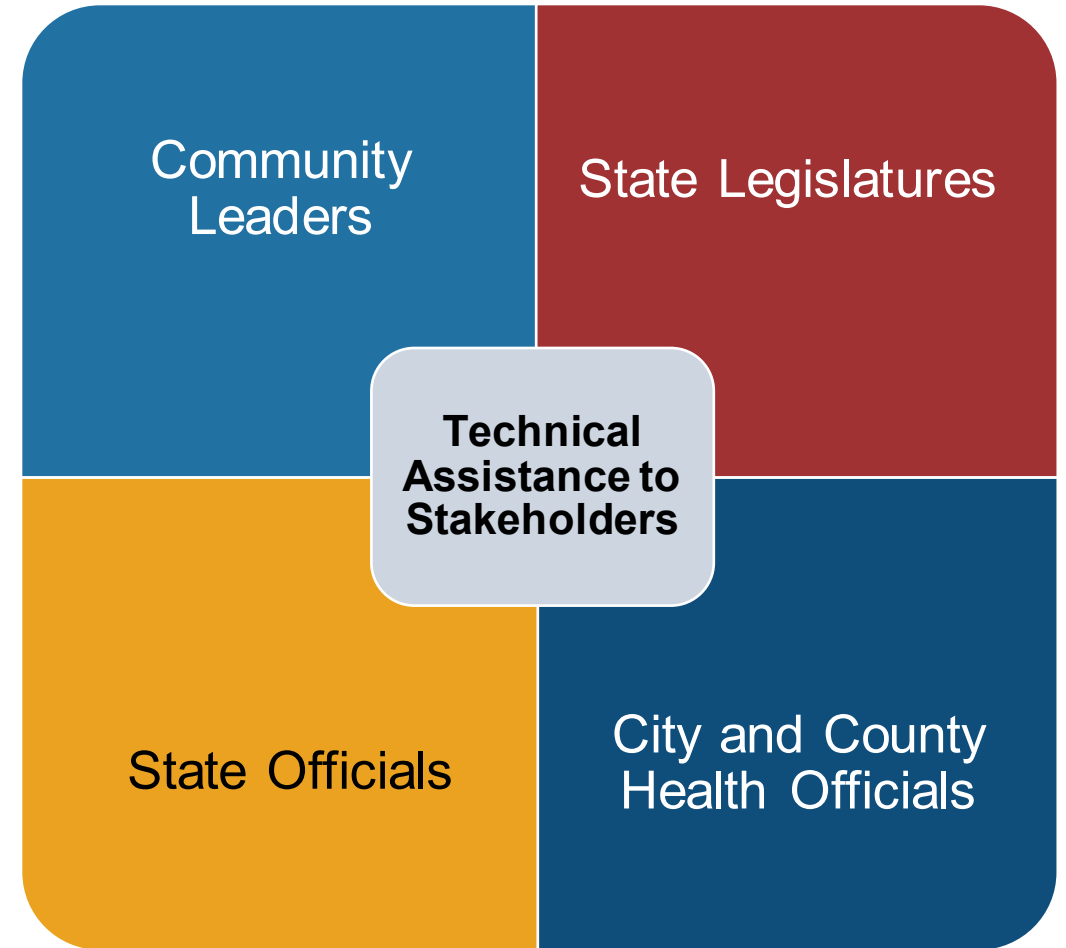 Community
Leaders
State Legislatures
Technical
Assistance to
Stakeholders
State Officials
City and County
Health Officials